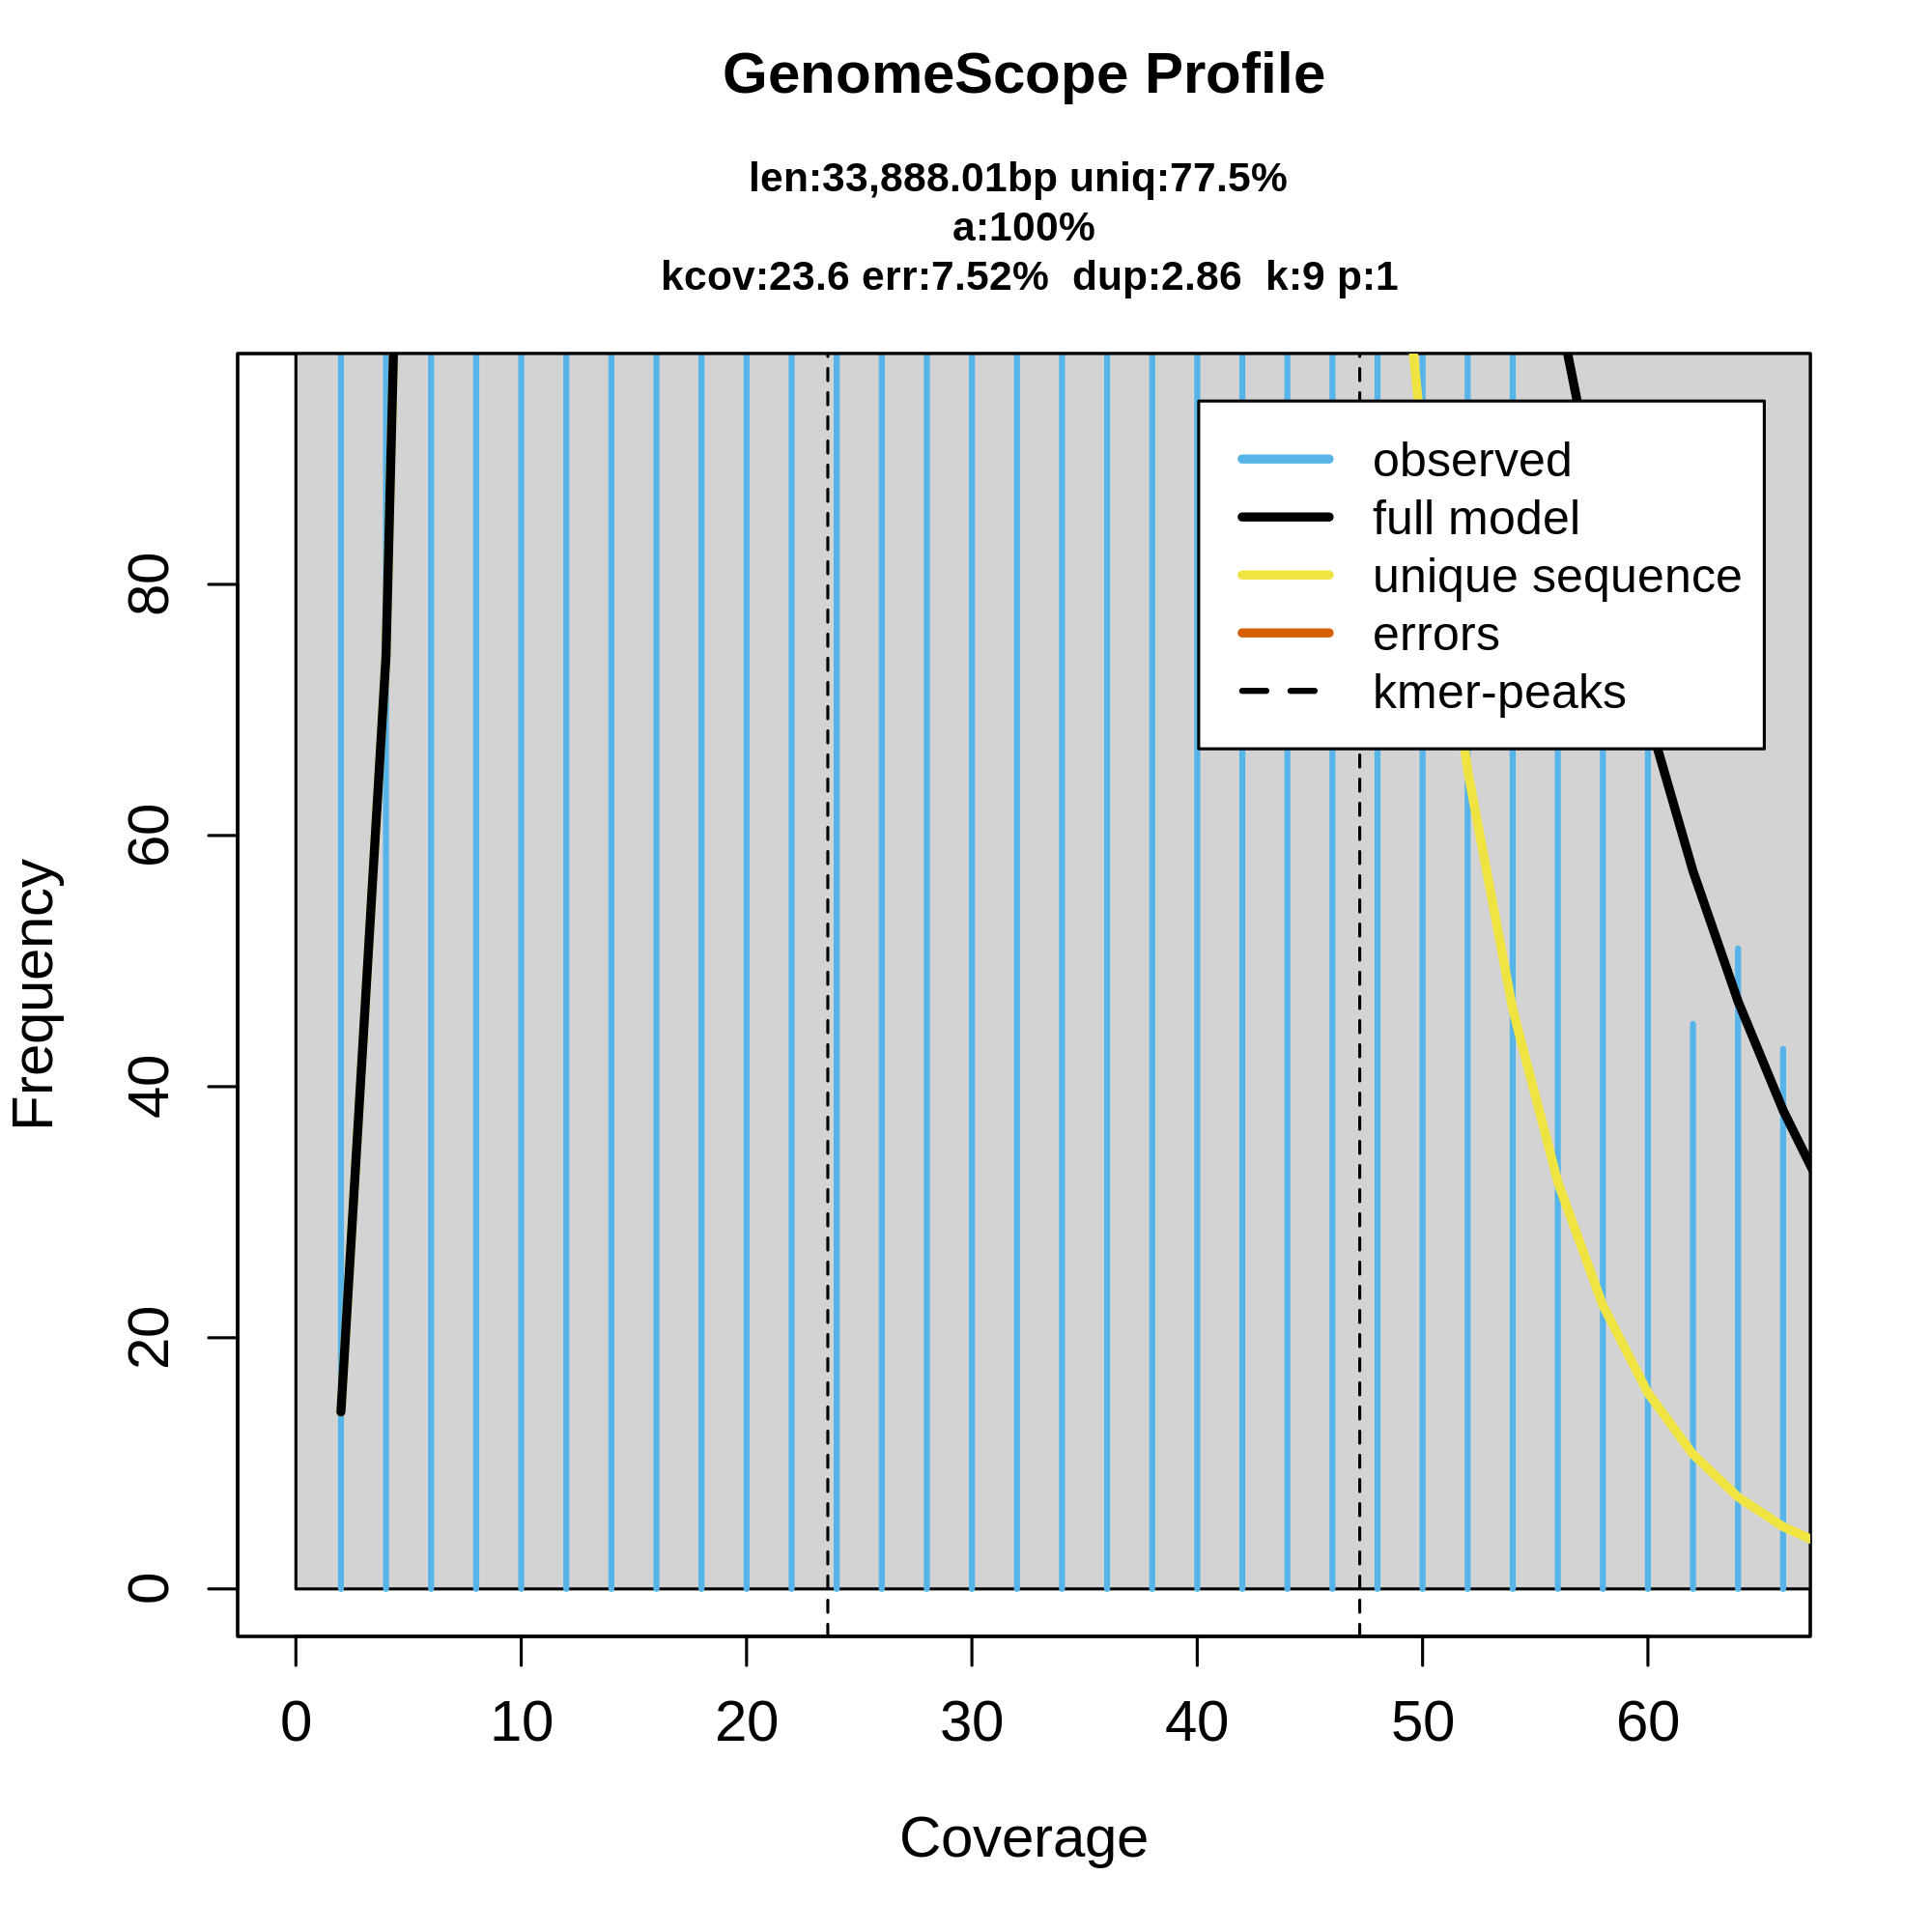 GenomeScope Profile
len:33,888.01bp uniq:77.5%
a:100%
kcov:23.6 err:7.52%  dup:2.86  k:9 p:1
observed
full model
unique sequence
errors
kmer-peaks
Frequency
80
60
40
20
0
0 10 20 30 40 50 60
Coverage